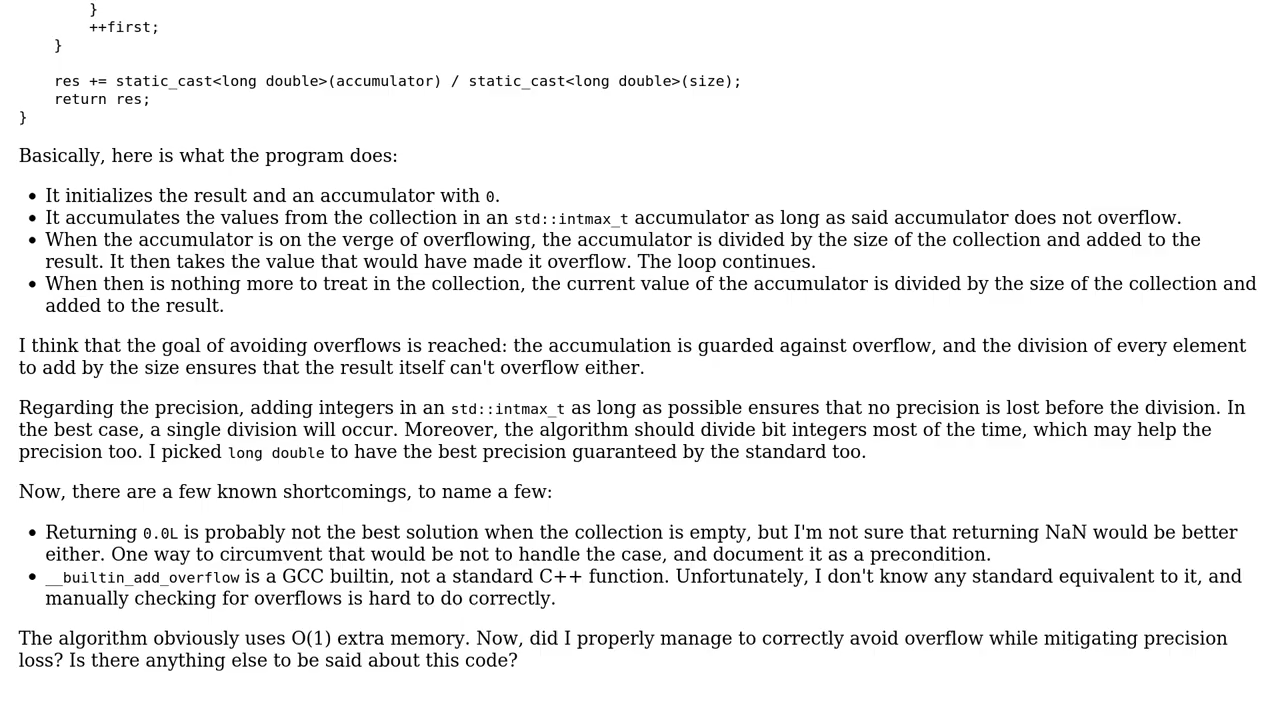 }
        ++first;
    }

    res += static_cast<long double>(accumulator) / static_cast<long double>(size);
    return res;
}
Basically, here is what the program does:
• It initializes the result and an accumulator with 0.
• It accumulates the values from the collection in an std::intmax_t accumulator as long as said accumulator does not overflow.
• When the accumulator is on the verge of overflowing, the accumulator is divided by the size of the collection and added to the
result. It then takes the value that would have made it overflow. The loop continues.
• When then is nothing more to treat in the collection, the current value of the accumulator is divided by the size of the collection and
added to the result.
I think that the goal of avoiding overflows is reached: the accumulation is guarded against overflow, and the division of every element
to add by the size ensures that the result itself can't overflow either.
Regarding the precision, adding integers in an std::intmax_t as long as possible ensures that no precision is lost before the division. In
the best case, a single division will occur. Moreover, the algorithm should divide bit integers most of the time, which may help the
precision too. I picked long double to have the best precision guaranteed by the standard too.
Now, there are a few known shortcomings, to name a few:
• Returning 0.0L is probably not the best solution when the collection is empty, but I'm not sure that returning NaN would be better
either. One way to circumvent that would be not to handle the case, and document it as a precondition.
• __builtin_add_overflow is a GCC builtin, not a standard C++ function. Unfortunately, I don't know any standard equivalent to it, and
manually checking for overflows is hard to do correctly.
The algorithm obviously uses O(1) extra memory. Now, did I properly manage to correctly avoid overflow while mitigating precision
loss? Is there anything else to be said about this code?